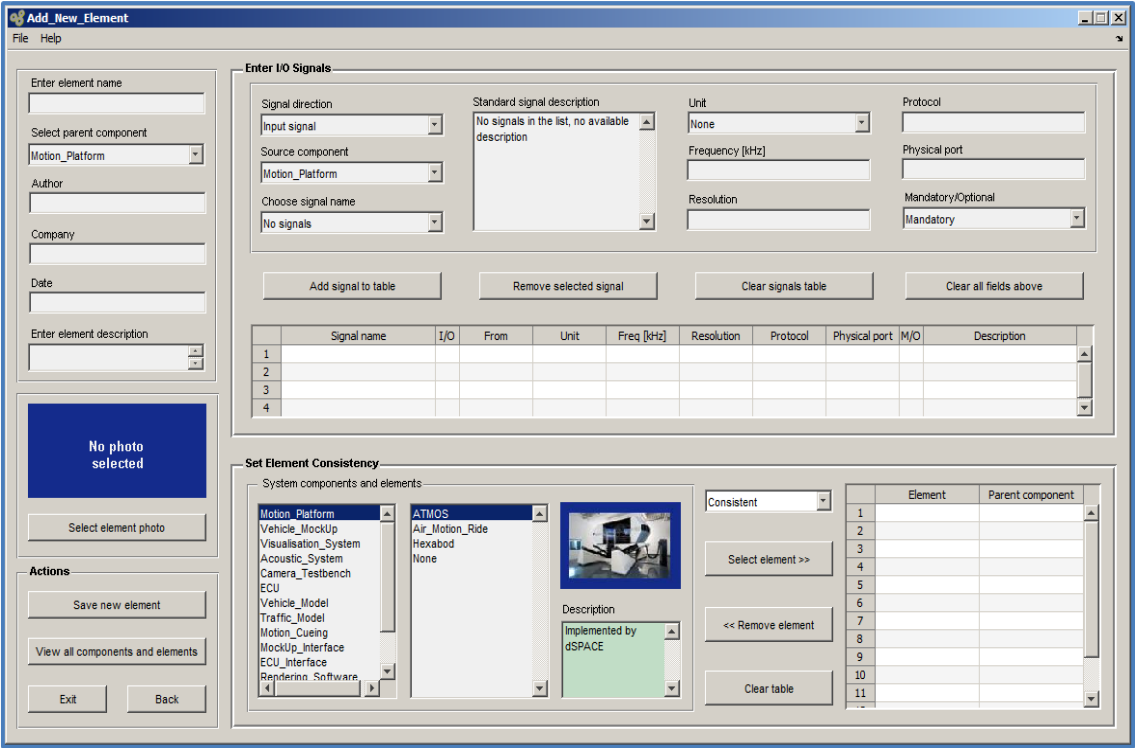 Add_New_Element
File Help
Enter element name
Select parent component
Motion_Platform
Author
Company
Date
Enter element description
No photo
selected
Select element photo
Actions
Save new element
View all components and elements
Exit Back
Enter I/O Signals
Signal direction
Input signal
Source component
Motion_Platform
Choose signal name
No signals
Standard signal description
No signals in the list, no available
description
Unit
None
Frequency [kHz]
Resolution
Protocol
Physical port
Mandatory/Optional
Mandatory
Add signal to table Remove selected signal Clear signals table Clear all fields above
Signal name I/O From Unit Freq [kHz] Resolution Protocol Physical port M/O Description
1
2
3
4
Set Element Consistency
System components and elements
Motion_Platform
Vehicle_MockUp
Visualisation_System
Acoustic_System
Camera_Testbench
ECU
Vehicle_Model
Traffic_Model
Motion_Cueing
MockUp_Interface
ECU_Interface
Rendering_Software
ATMOS
Air_Motion_Ride
Hexabod
None
Description
Implemented by
dSPACE
Consistent
Select element >>
<< Remove element
Clear table
Element Parent component
1
2
3
4
5
6
7
8
9
10
11